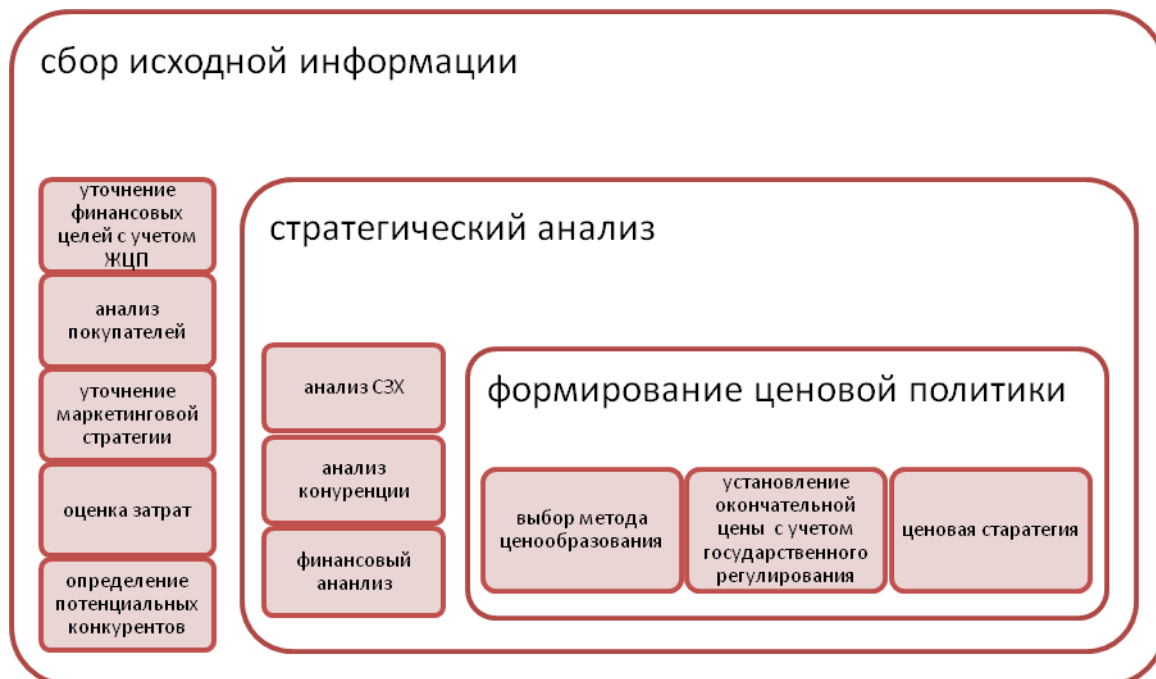 сбор исходной информации
уточнение
финансовых
целей с учетом
ЖЦП
анализ
покупателей
уточнение
маркетинговой
стратегии
оценка затрат
определение
потенциальных
конкурентов
стратегический анализ
анализ СЗХ
анализ
конуренции
финансовый
ананлиз
формирование ценовой политики
выбор метода
ценообразования
установление
окончательной
цены с учетом
государственного
регулирования
ценовая старатегия